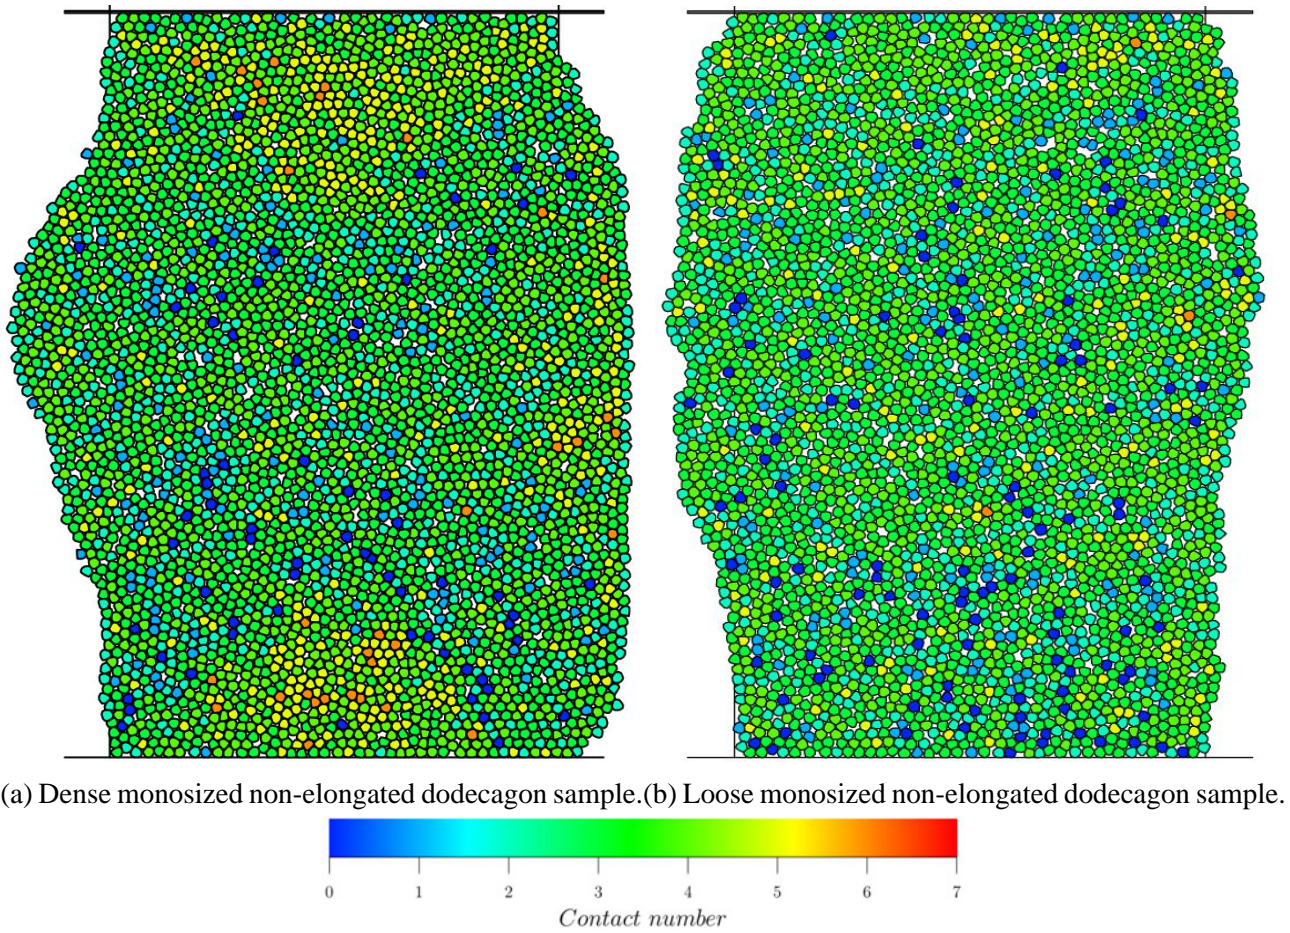 (a) Dense monosized non-elongated dodecagon sample.(b) Loose monosized non-elongated dodecagon sample.
0 1 2 3 4 5 6 7
Contact number